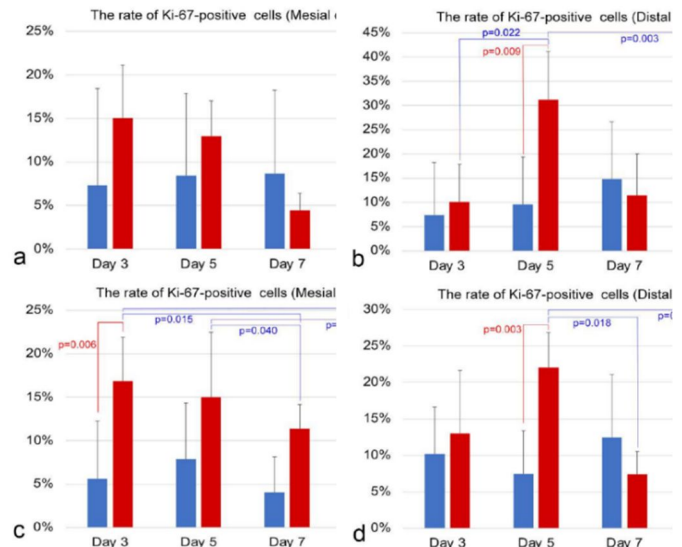 The rate of Ki-67-positive cells (Mesial
25%
20%
15%
10%
5%
0%
Day 3 Day 5 Day 7
a
The rate of Ki-67-positive cells (Distal
45%
40%
35%
30%
25%
20%
15%
10%
5%
0%
p=0.022
p=0.009
p=0.003
Day 3 Day 5 Day 7
b
The rate of Ki-67-positive cells (Mesial
25%
20%
15%
10%
5%
0%
p=0.006
p=0.015
p=0.040
Day 3 Day 5 Day 7
c
The rate of Ki-67-positive cells (Distal
30%
25%
20%
15%
10%
5%
0%
p=0.003
p=0.018
Day 3 Day 5 Day 7
d